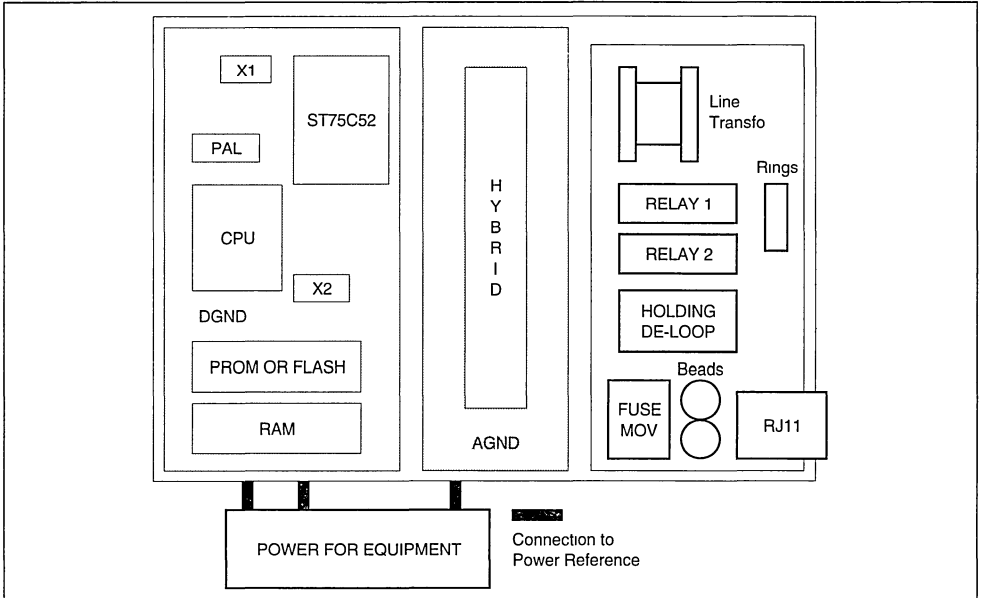 X1
ST75C52
PAL
CPU
X2
DGND
PROM OR FLASH
RAM
H
Y
B
R
I
D
AGND
Line
Transfo
Rings
RELAY 1
RELAY 2
HOLDING
DE-LOOP
Beads
FUSE
MOV
RJ11
POWER FOR EQUIPMENT
Connection to
Power Reference